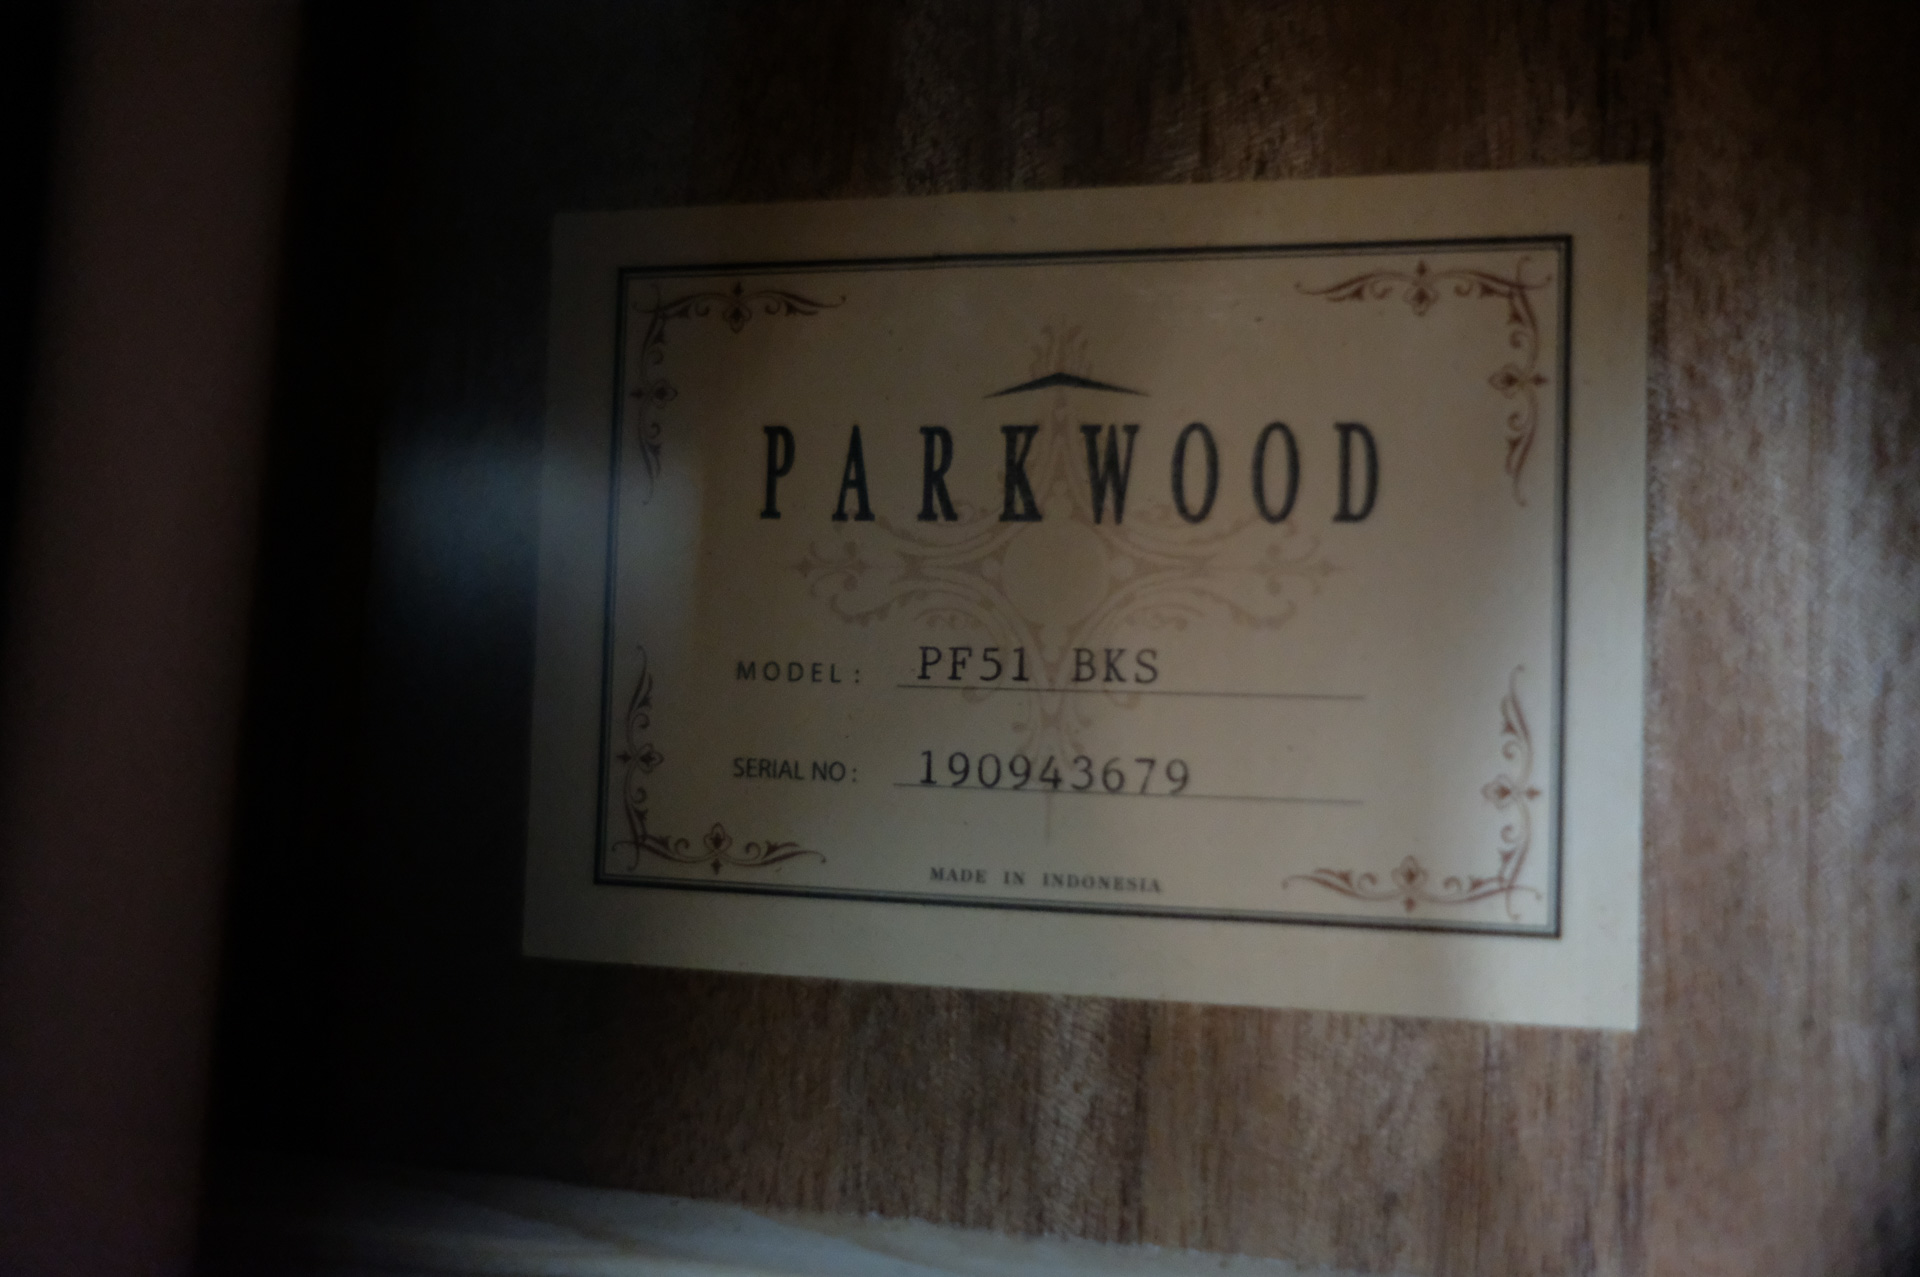 PARKWOOD
MODEL: PF51 BKS
SERIAL NO: 190943679
MADE IN INDONESIA